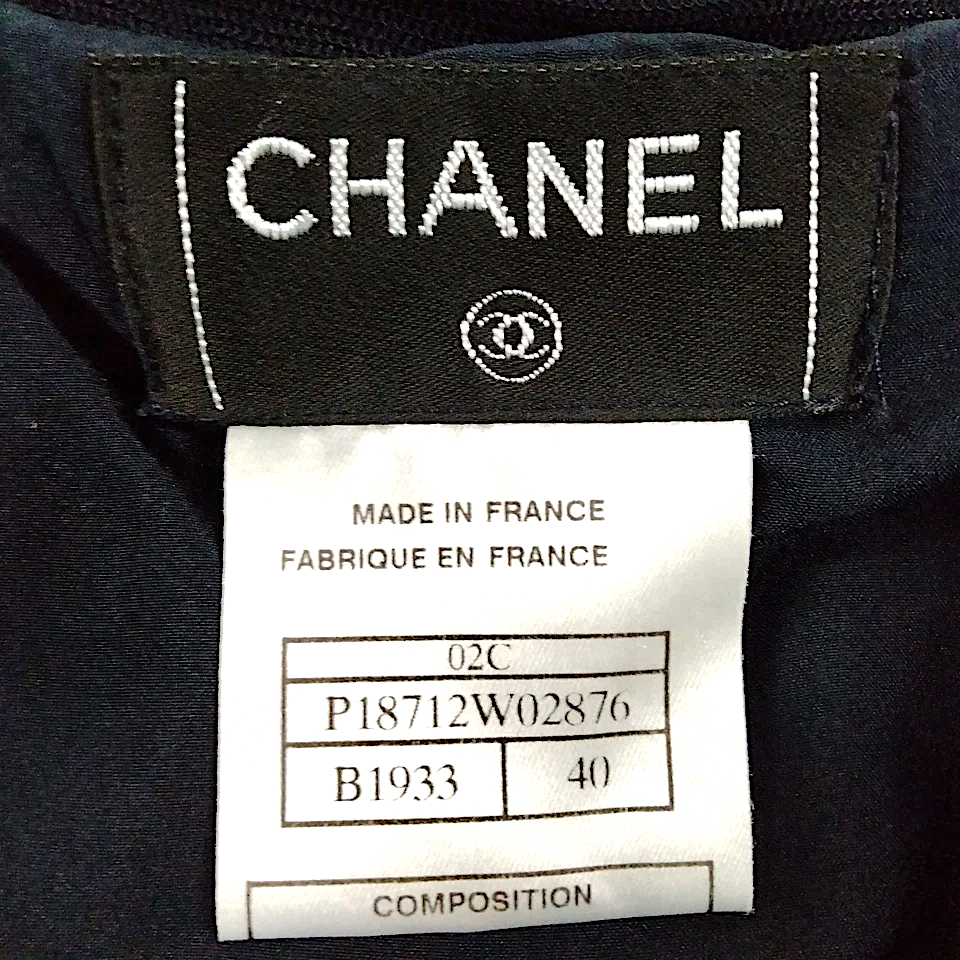 CHANEL
MADE IN FRANCE
FABRIQUE EN FRANCE
02C
P18712W02876
B1933 40
COMPOSITION